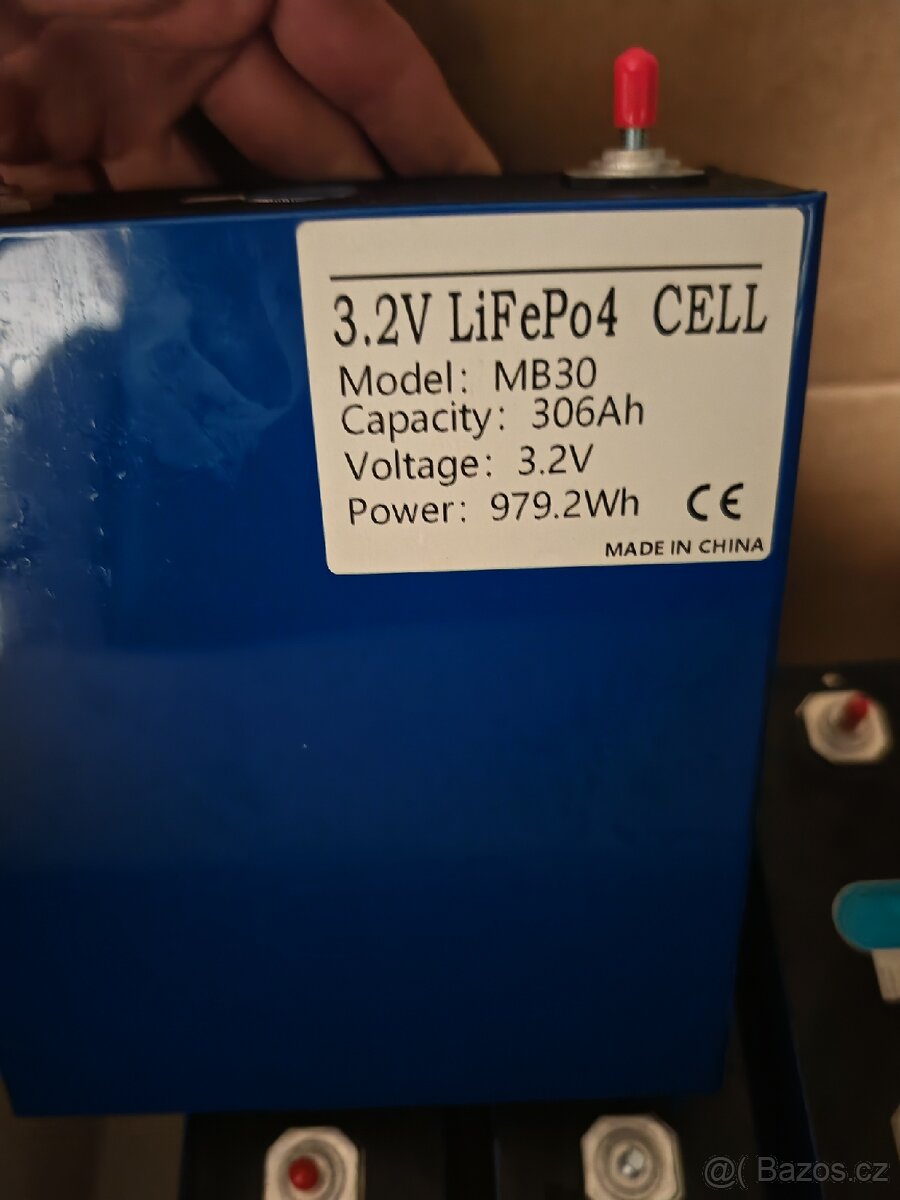 3.2V LiFePo4 CELL
Model: MB30
Capacity: 306Ah
Voltage: 3.2V
Power: 979.2Wh CE
MADE IN CHINA
@( Bazos.cz